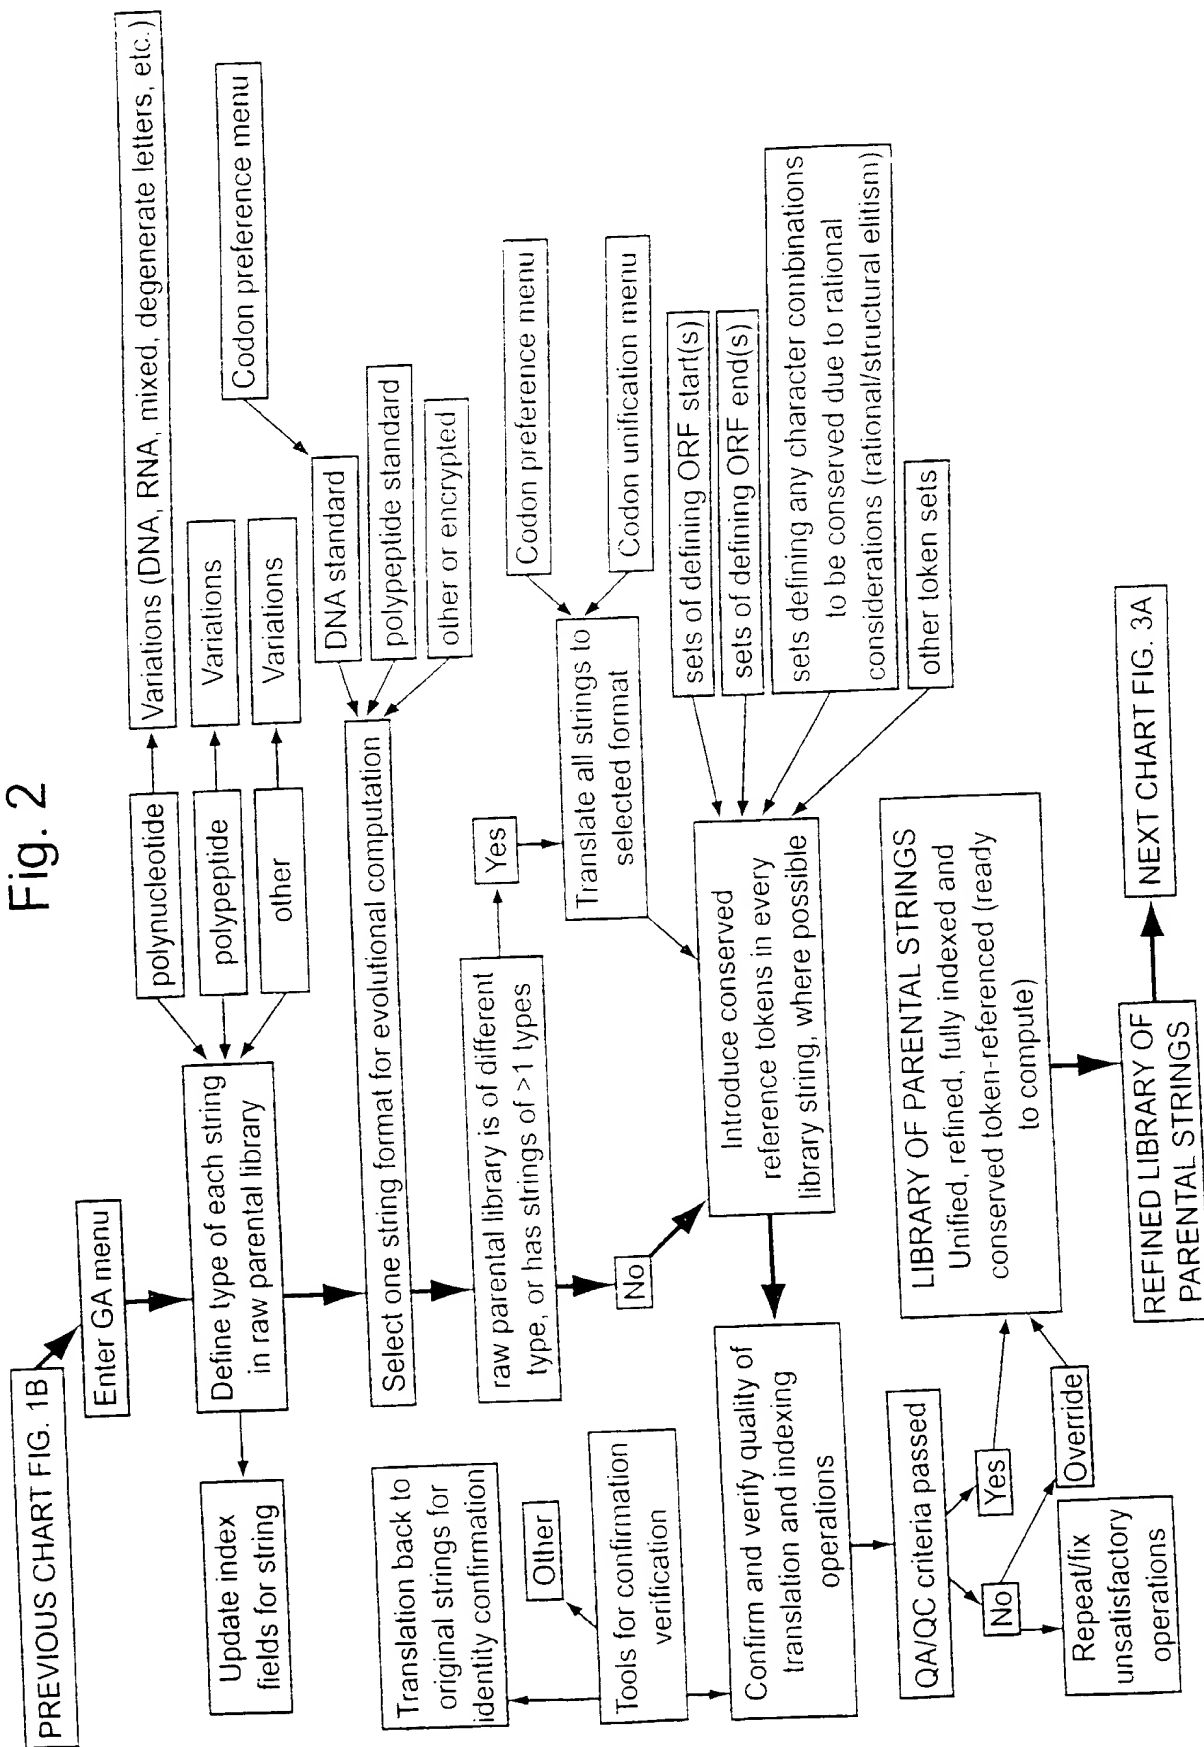 Fig. 2
PREVIOUS CHART FIG. 1B
Enter GA menu
Update index
fields for string
Define type of each string
in raw parental library
polynucleotide
Variations (DNA, RNA, mixed, degenerate letters, etc.)
polypeptide
Variations
other
Variations
Codon preference menu
Select one string format for evolutional computation
DNA standard
polypeptide standard
other or encrypted
raw parental library is of different
type, or has strings of >1 types
Yes
Translate all strings to
selected format
Codon preference menu
Codon unification menu
No
Introduce conserved
reference tokens in every
library string, where possible
sets of defining ORF start(s)
sets of defining ORF end(s)
sets defining any character combinations
to be conserved due to rational
considerations (rational/structural elitism)
other token sets
Translation back to
original strings for
identity confirmation
Other
Tools for confirmation
verification
Confirm and verify quality of
translation and indexing
operations
QA/QC criteria passed
Yes
No
Override
Repeat/fix
unsatisfactory
operations
LIBRARY OF PARENTAL STRINGS
Unified, refined, fully indexed and
conserved token-referenced (ready
to compute)
REFINED LIBRARY OF
PARENTAL STRINGS
NEXT CHART FIG. 3A